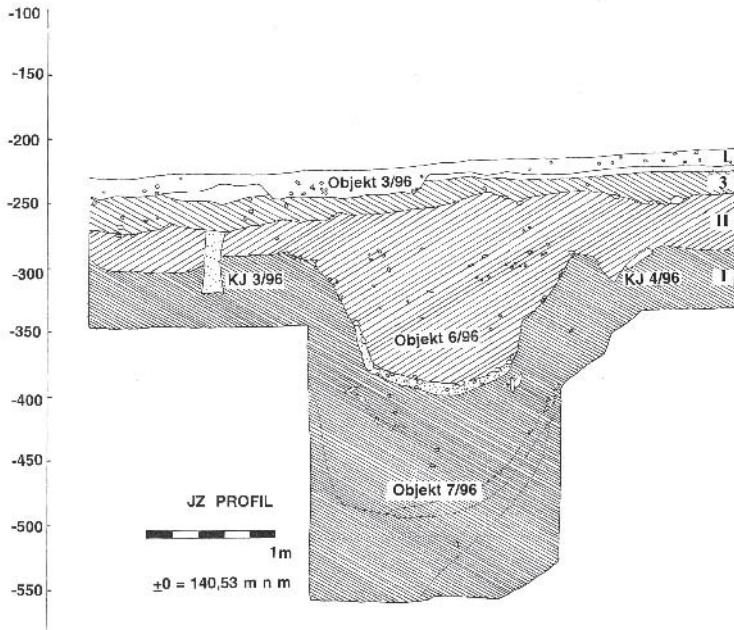 -100
-150
-200
-250
-300
-350
-400
-450
-500
-550
I.
Objekt 3/96
3
II
KJ 3/96
KJ 4/96
I
Objekt 6/96
Objekt 7/96
JZ PROFIL
1m
±0 = 140,53 m n m